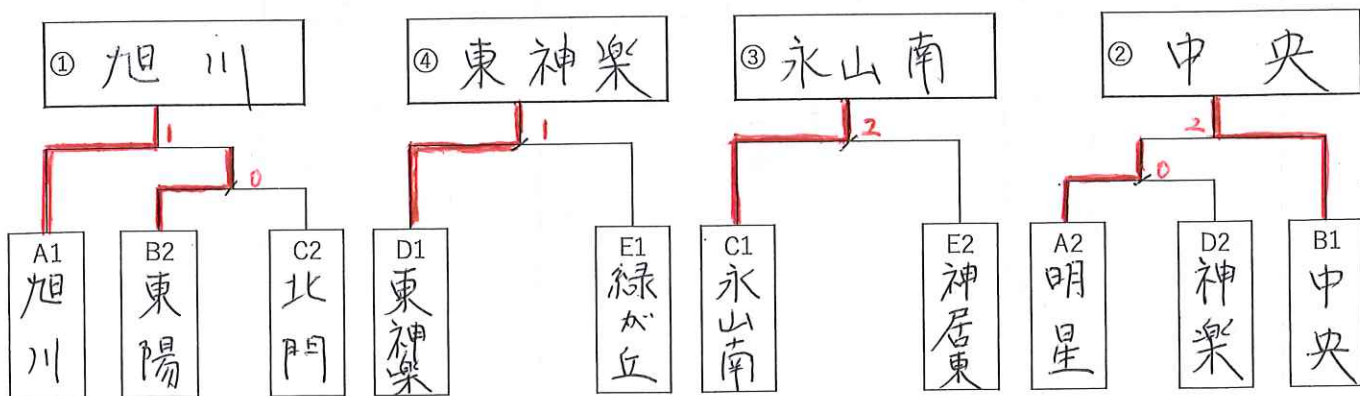 ① 旭川
④ 東神楽
③ 永山南
② 中央
1
1
2
2
0
0
A1 旭川
B2 東陽
C2 北門
D1 東神楽
E1 緑が丘
C1 永山南
E2 神居東
A2 明星
D2 神楽
B1 中央